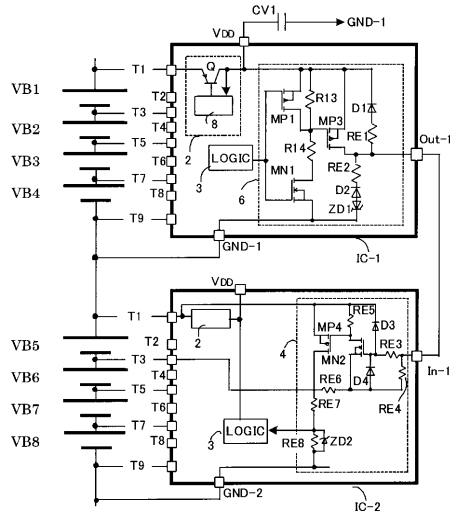 CV1
GND-1
VDD
T1
Q
VB1
T2
T3
8
MP1
R13
MP3
D1
RE1
Out-1
VB2
T4
2
T5
R14
VB3
T6
LOGIC
3
MN1
RE2
D2
ZD1
T7
6
VB4
T8
T9
GND-1
IC-1
VDD
T1
2
RE5
D3
MP4
4
MN2
RE3
In-1
VB5
T2
T3
T4
D4
RE4
VB6
RE6
T5
RE7
T6
VB7
T7
3
LOGIC
RE8
ZD2
T8
VB8
T9
GND-2
IC-2